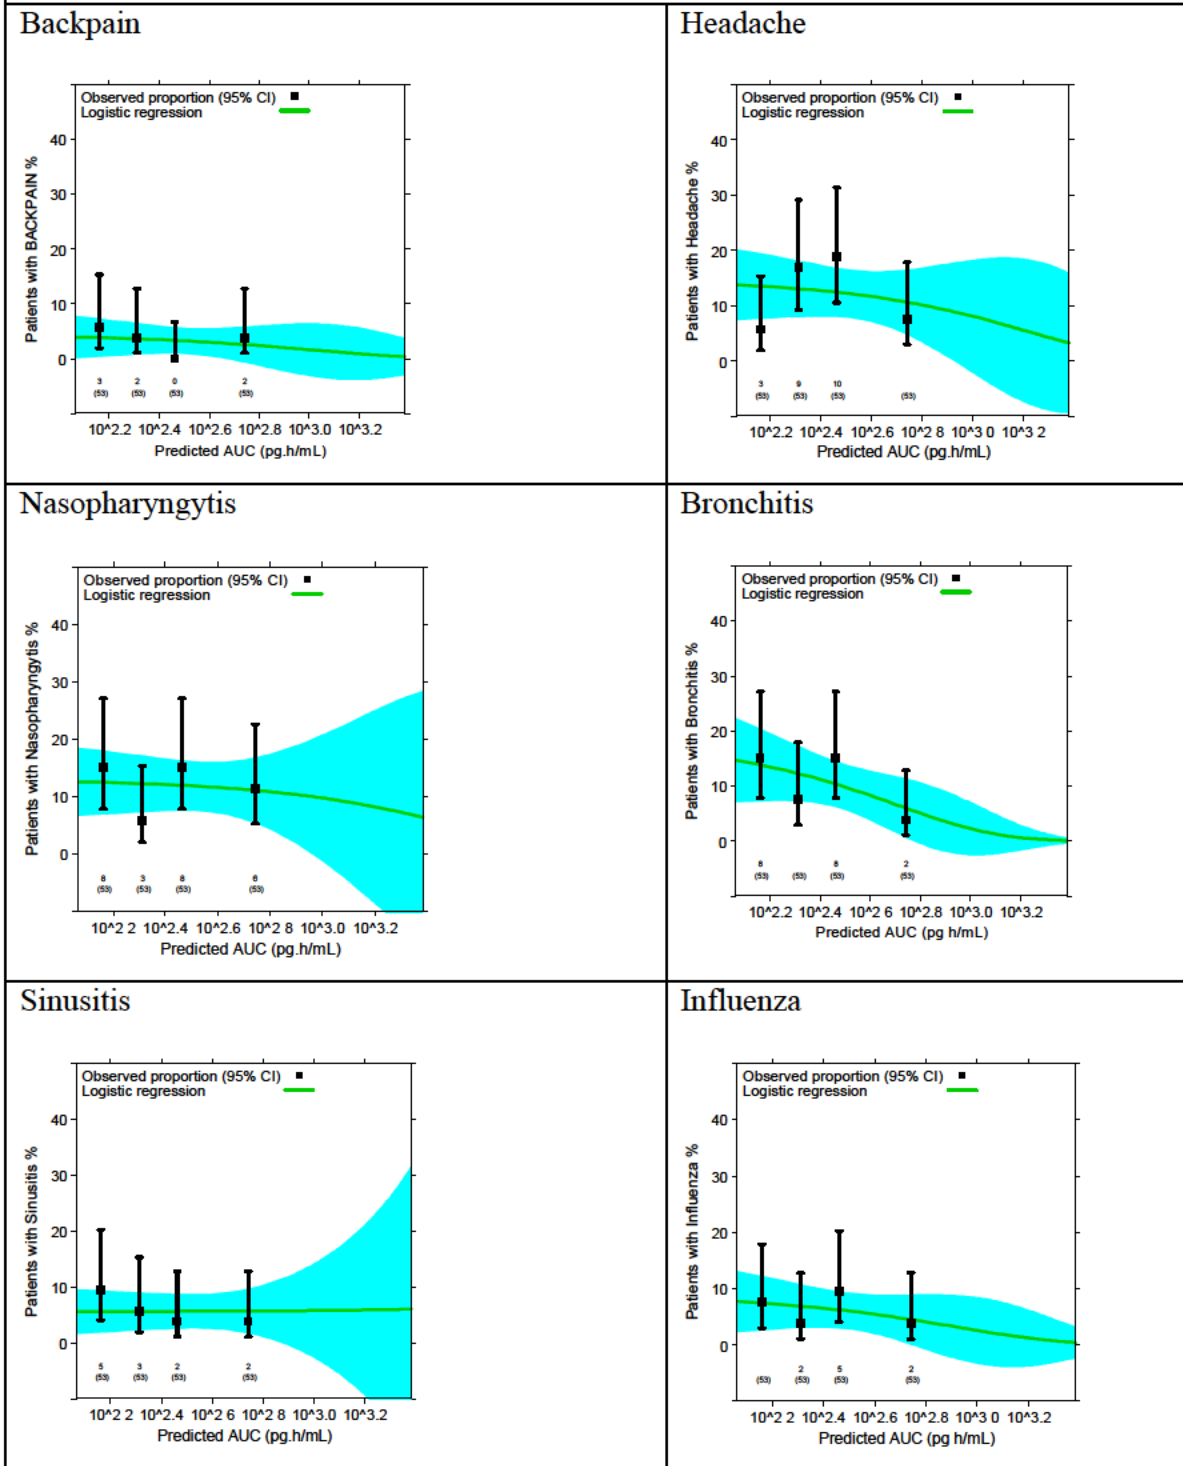 Backpain
Observed proportion (95% CI)
Logistic regression
Patients with BACKPAIN %
40
30
20
10
0
3 2 0 2
(53) (53) (53) (53)
10^2.2 10^2.4 10^2.6 10^2.8 10^3.0 10^3.2
Predicted AUC (pg.h/mL)
Headache
Observed proportion (95% CI)
Logistic regression
Patients with Headache %
40
30
20
10
0
3 9 10
(53) (53) (53) (53)
10^2.2 10^2.4 10^2.6 10^2 8 10^3 0 10^3 2
Predicted AUC (pg.h/mL)
Nasopharyngytis
Observed proportion (95% CI)
Logistic regression
Patients with Nasopharyngytis %
40
30
20
10
0
8 3 8 6
(53) (53) (53) (53)
10^2 2 10^2.4 10^2.6 10^2 8 10^3.0 10^3.2
Predicted AUC (pg.h/mL)
Bronchitis
Observed proportion (95% CI)
Logistic regression
Patients with Bronchitis %
40
30
20
10
0
8 8 2
(53) (53) (53) (53)
10^2.2 10^2.4 10^2 6 10^2.8 10^3.0 10^3.2
Predicted AUC (pg h/mL)
Sinusitis
Observed proportion (95% CI)
Logistic regression
Patients with Sinusitis %
40
30
20
10
0
5 3 2 2
(53) (53) (53) (53)
10^2 2 10^2.4 10^2 6 10^2 8 10^3.0 10^3.2
Predicted AUC (pg.h/mL)
Influenza
Observed proportion (95% CI)
Logistic regression
Patients with Influenza %
40
30
20
10
0
2 5 2
(53) (53) (53) (53)
10^2 2 10^2.4 10^2.6 10^2.8 10^3 0 10^3.2
Predicted AUC (pg h/mL)